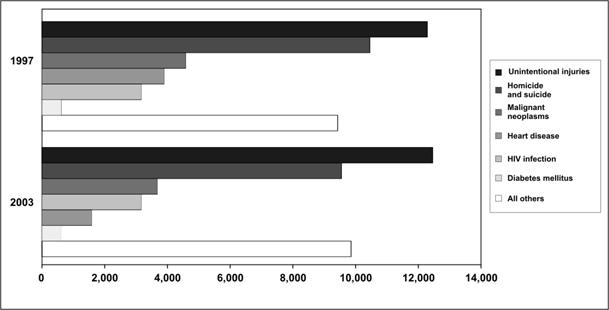 1997
2003
0
2,000
4,000
6,000
8,000
10,000
12,000
14,000
Unintentional injuries
Homicide
and suicide
Malignant
neoplasms
Heart disease
HIV infection
Diabetes mellitus
All others